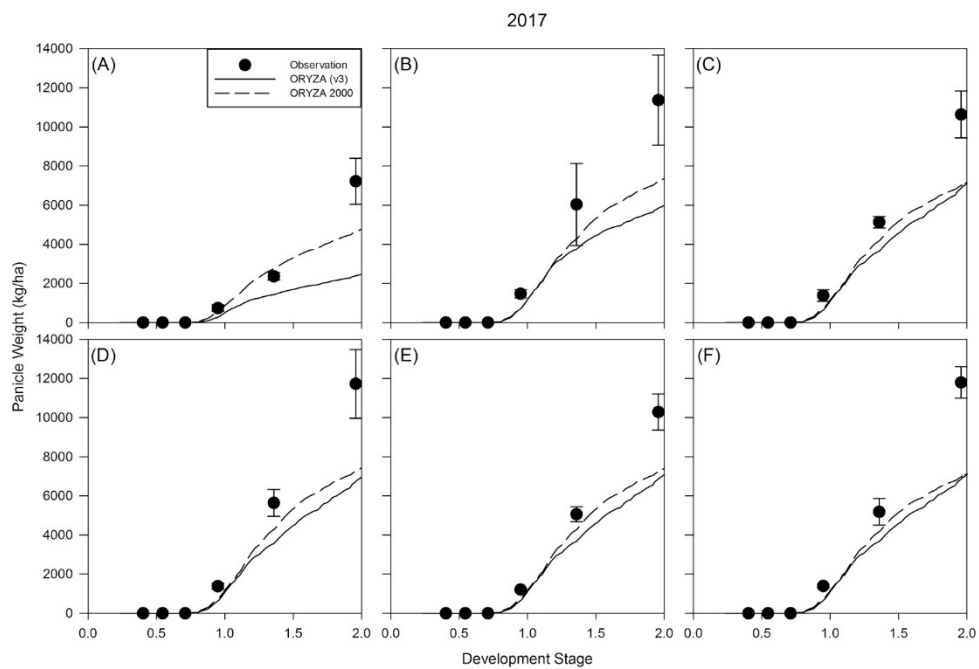 2017
(A)
Observation
ORYZA (v3)
ORYZA 2000
(B)
(C)
14000
12000
10000
8000
6000
4000
2000
0
(D)
(E)
(F)
14000
12000
10000
8000
6000
4000
2000
0
Panicle Weight (kg/ha)
0.0 0.5 1.0 1.5 2.0 0.0 0.5 1.0 1.5 2.0 0.0 0.5 1.0 1.5 2.0
Development Stage